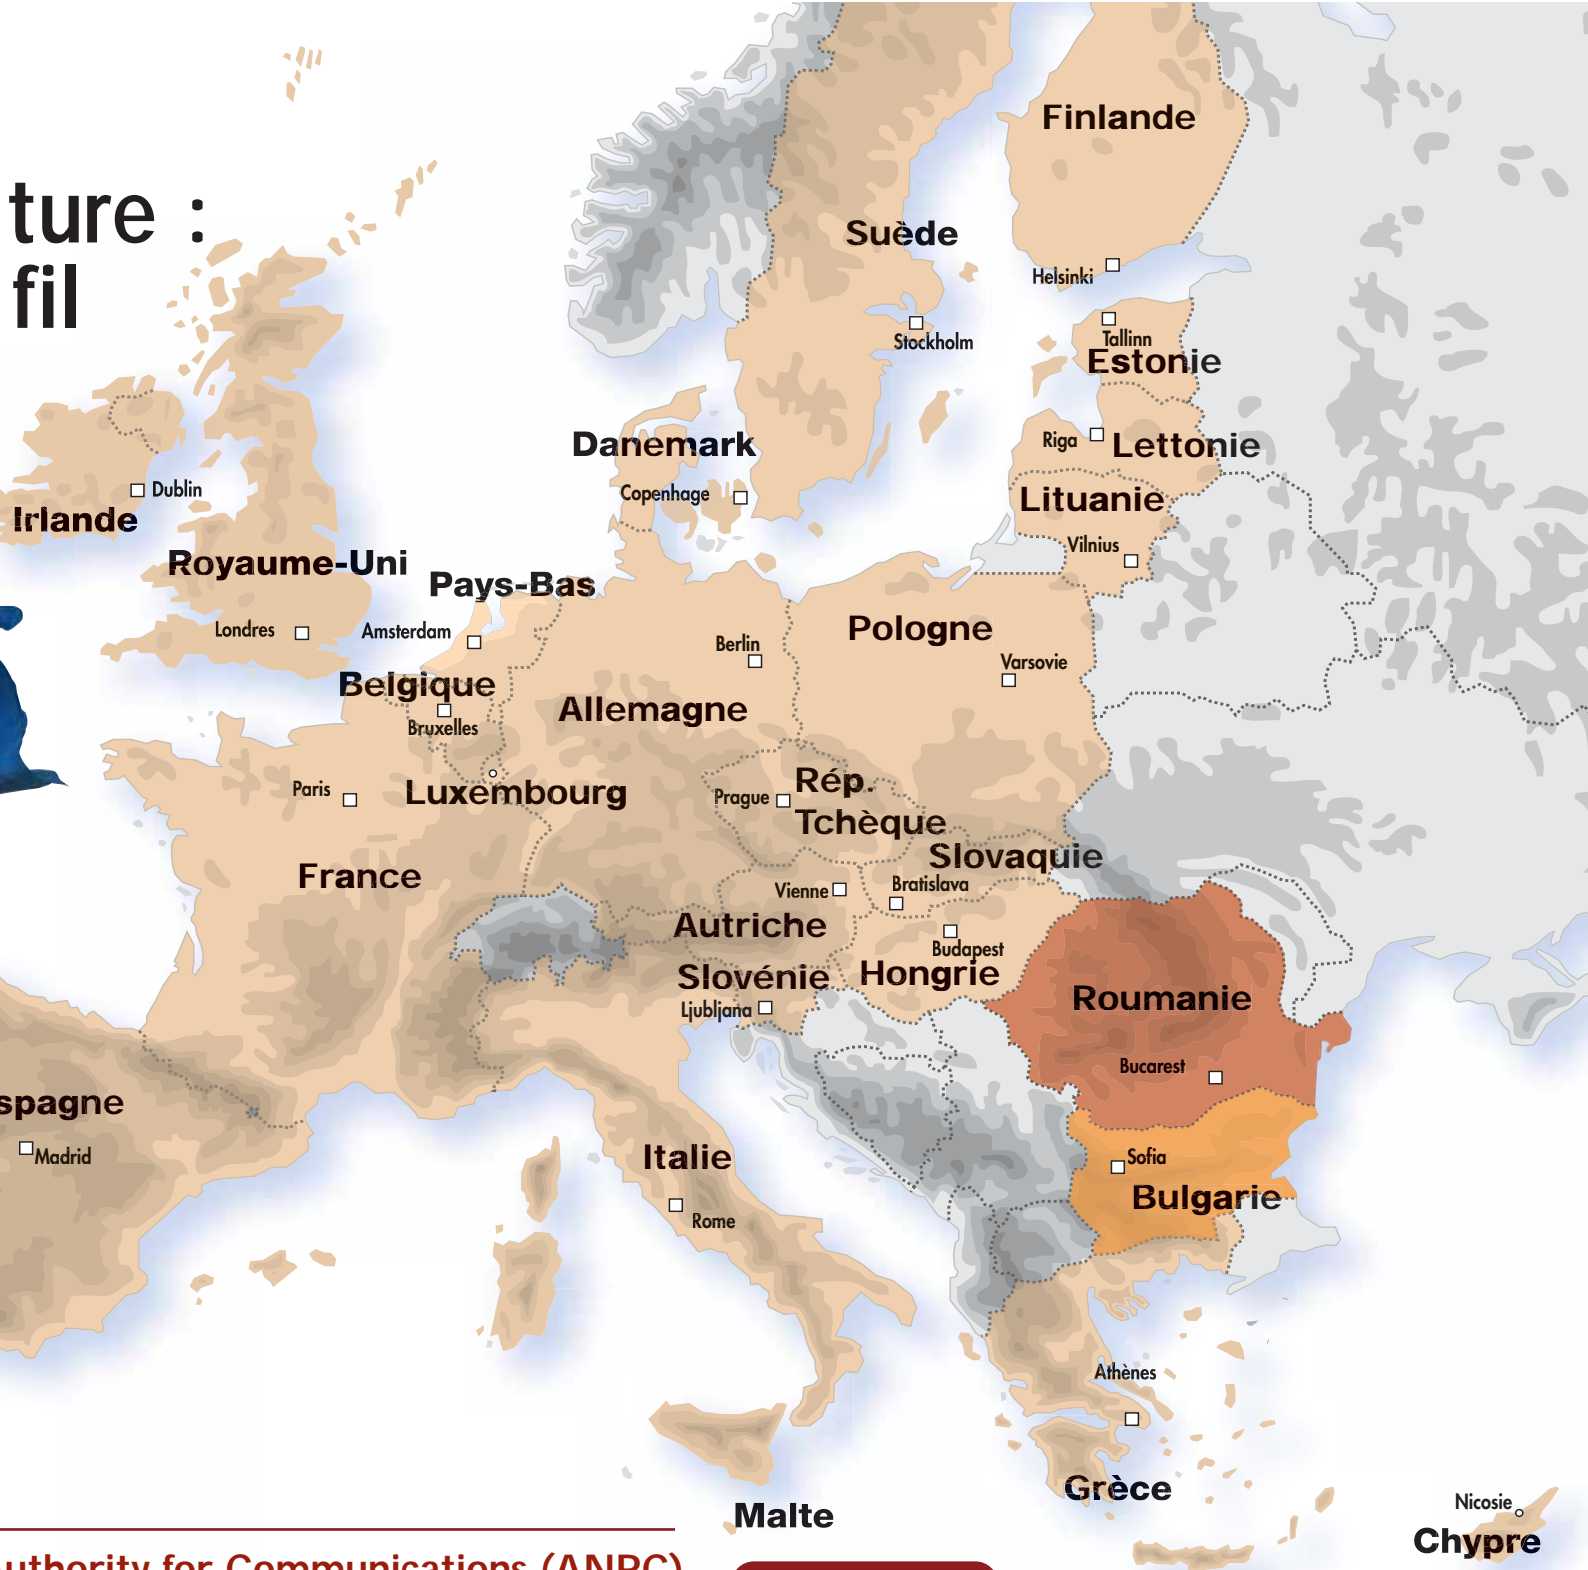 ture :
fil
Finlande
Suède
Helsinki
Stockholm
Tallinn
Estonie
Danemark
Riga
Lettonie
Copenhage
Lituanie
Dublin
Irlande
Vilnius
Royaume-Uni
Pays-Bas
Londres
Amsterdam
Berlin
Pologne
Varsovie
Belgique
Bruxelles
Allemagne
Paris
Luxembourg
Prague
Rép.
Tchèque
Slovaquie
France
Vienne
Bratislava
Autriche
Budapest
Slovénie
Hongrie
Ljubljana
Roumanie
Bucarest
spagne
Madrid
Italie
Sofia
Bulgarie
Rome
Athènes
Grèce
Malte
Nicosie
Chypre
uthority for Communications (ANRC)